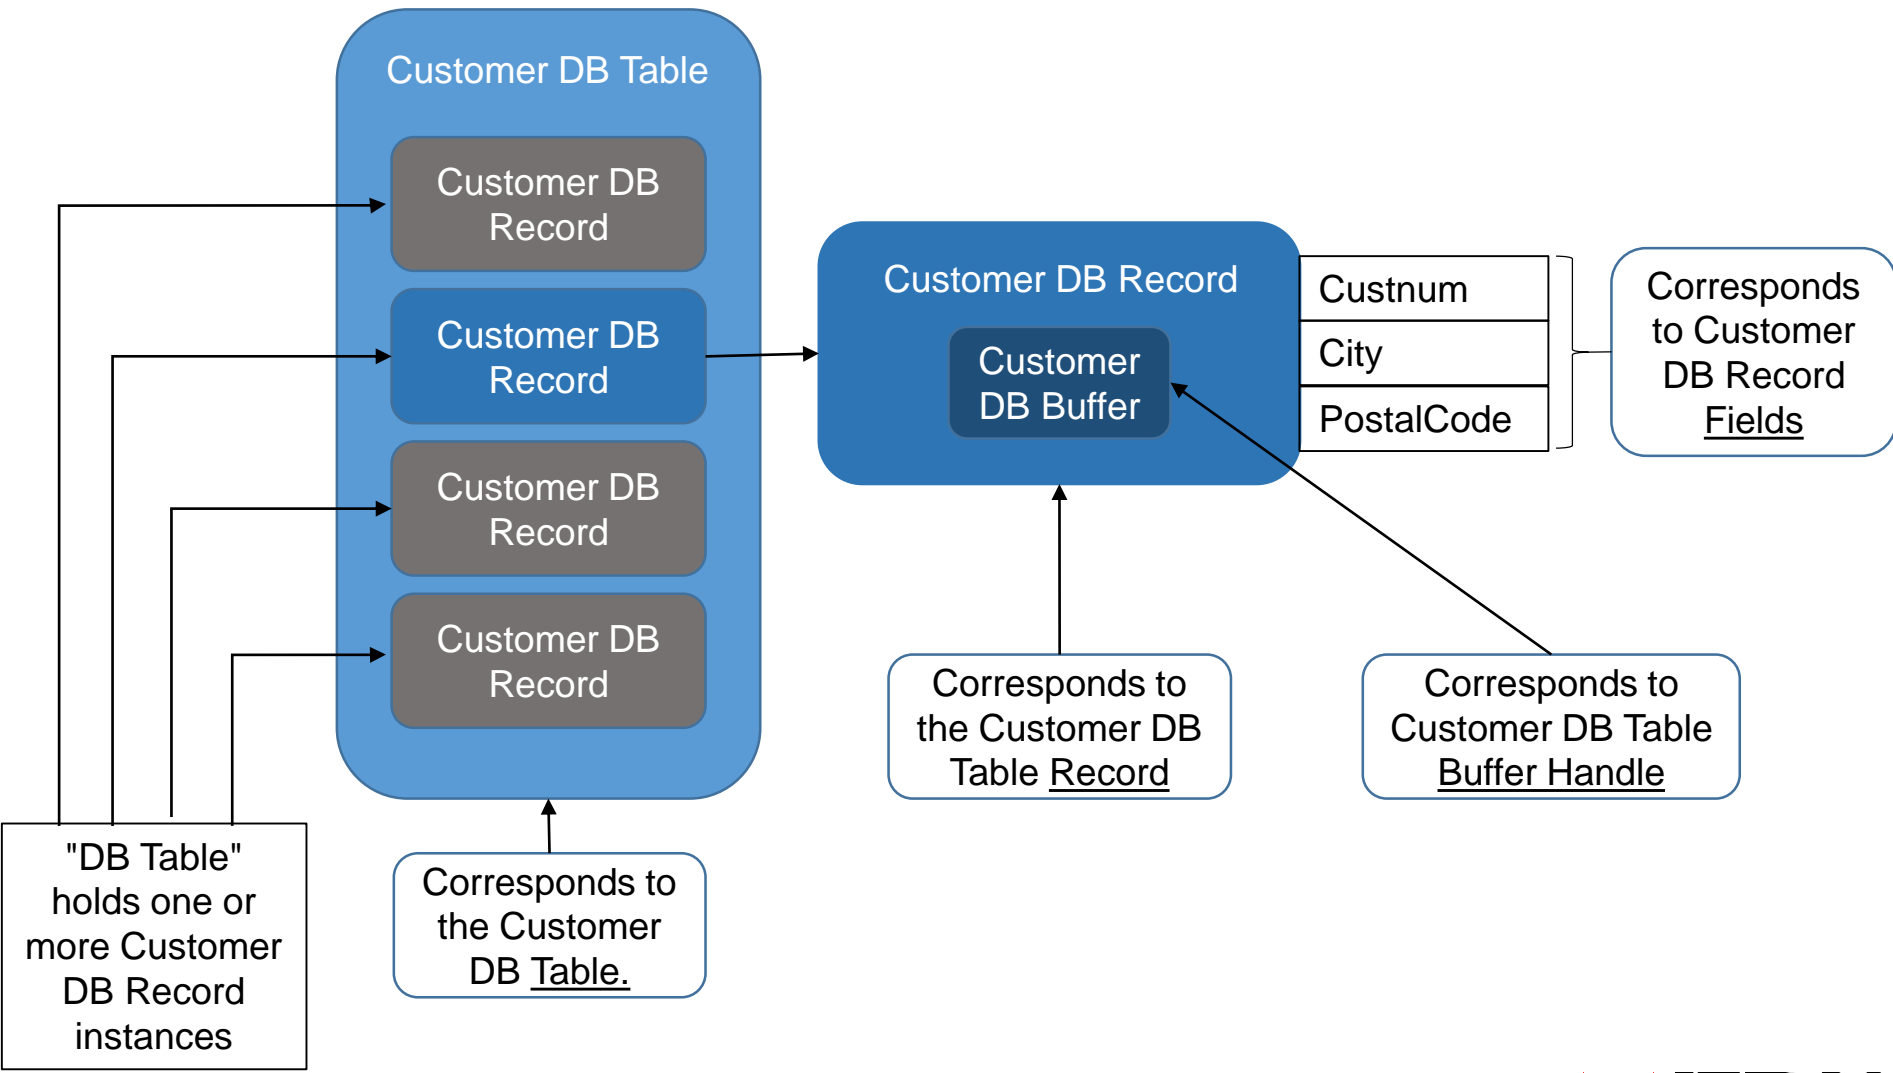 Customer DB Table
Customer DB
Record
Customer DB
Record
Customer DB
Record
Customer DB
Record
Customer DB Record
Customer
DB Buffer
Custnum
City
PostalCode
Corresponds
to Customer
DB Record
Fields
Corresponds to
the Customer DB
Table Record
Corresponds to
Customer DB Table
Buffer Handle
"DB Table"
holds one or
more Customer
DB Record
instances
Corresponds to
the Customer
DB Table.